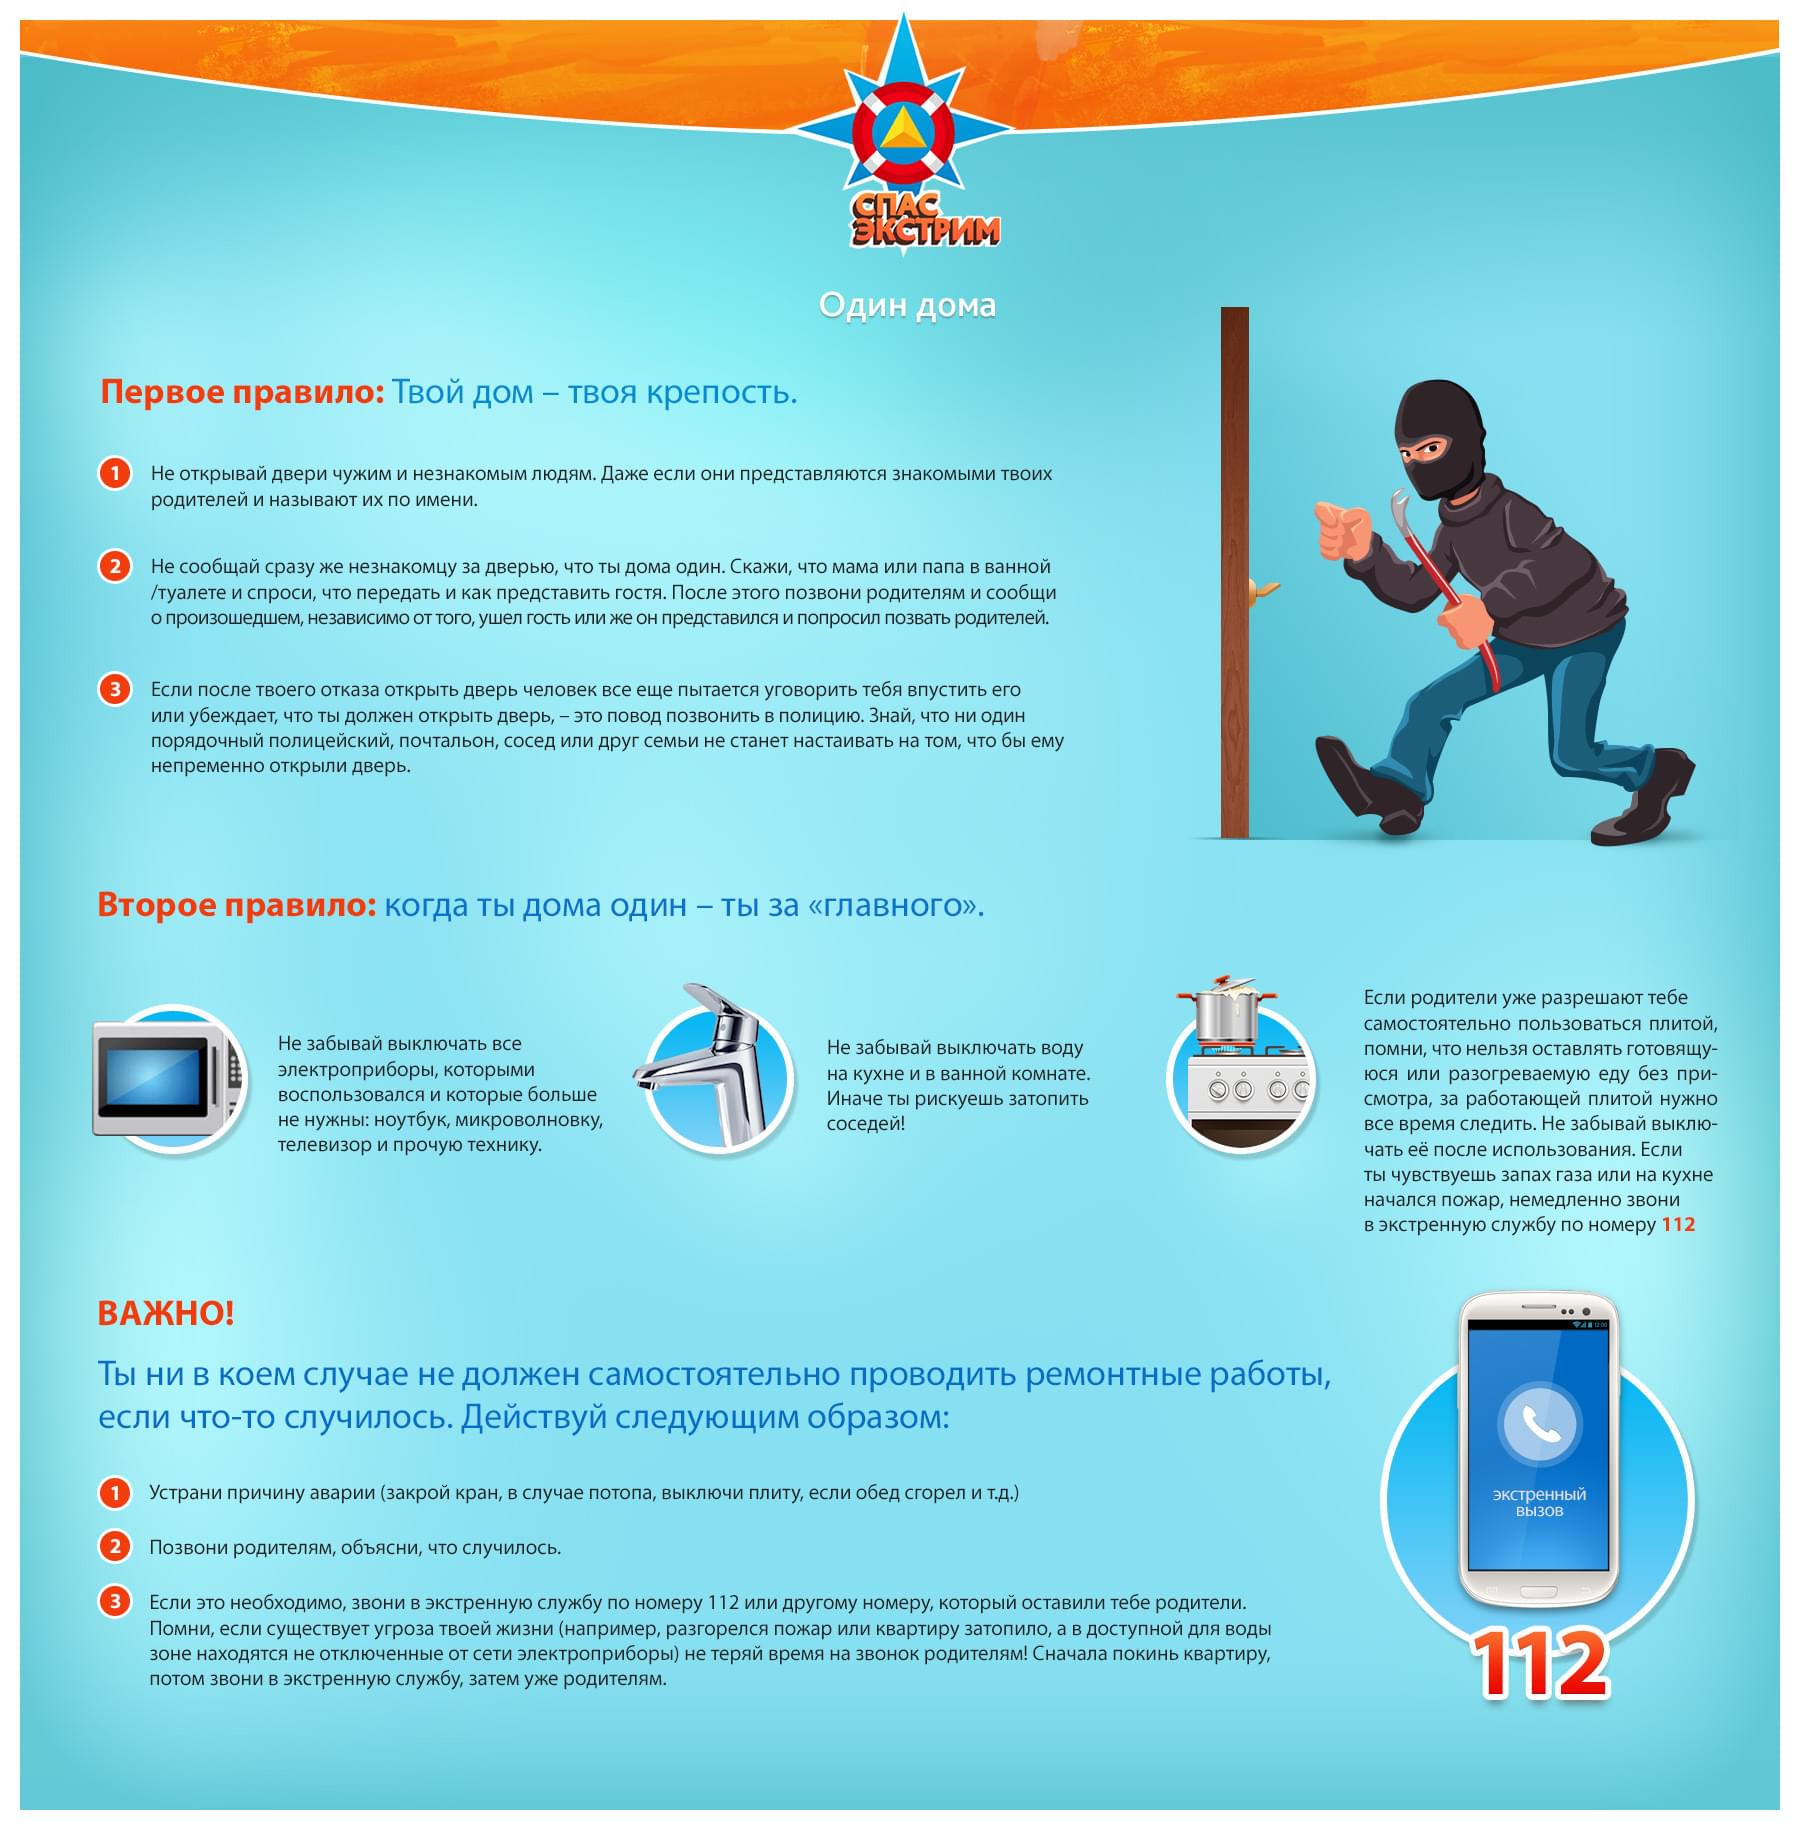 СПАС
ЭКСТРИМ
Один дома
Первое правило: Твой дом – твоя крепость.
1 Не открывай двери чужим и незнакомым людям. Даже если они представляются знакомыми твоих
родителей и называют их по имени.
2 Не сообщай сразу же незнакомцу за дверью, что ты дома один. Скажи, что мама или папа в ванной
/туалете и спроси, что передать и как представить гостя. После этого позвони родителям и сообщи
о произошедшем, независимо от того, ушел гость или же он представился и попросил позвать родителей.
3 Если после твоего отказа открыть дверь человек все еще пытается уговорить тебя впустить его
или убеждает, что ты должен открыть дверь, – это повод позвонить в полицию. Знай, что ни один
порядочный полицейский, почтальон, сосед или друг семьи не станет настаивать на том, что бы ему
непременно открыли дверь.
Второе правило: когда ты дома один – ты за «главного».
Не забывай выключать все
электроприборы, которыми
воспользовался и которые больше
не нужны: ноутбук, микроволновку,
телевизор и прочую технику.
Не забывай выключать воду
на кухне и в ванной комнате.
Иначе ты рискуешь затопить
соседей!
Если родители уже разрешают тебе
самостоятельно пользоваться плитой,
помни, что нельзя оставлять готовящу-
юся или разогреваемую еду без при-
смотра, за работающей плитой нужно
все время следить. Не забывай выклю-
чать её после использования. Если
ты чувствуешь запах газа или на кухне
начался пожар, немедленно звони
в экстренную службу по номеру 112
ВАЖНО!
Ты ни в коем случае не должен самостоятельно проводить ремонтные работы,
если что-то случилось. Действуй следующим образом:
1 Устрани причину аварии (закрой кран, в случае потопа, выключи плиту, если обед сгорел и т.д.)
2 Позвони родителям, объясни, что случилось.
3 Если это необходимо, звони в экстренную службу по номеру 112 или другому номеру, который оставили тебе родители.
Помни, если существует угроза твоей жизни (например, разгорелся пожар или квартиру затопило, а в доступной для воды
зоне находятся не отключенные от сети электроприборы) не теряй время на звонок родителям! Сначала покинь квартиру,
потом звони в экстренную службу, затем уже родителям.
12:00
экстренный
вызов
112